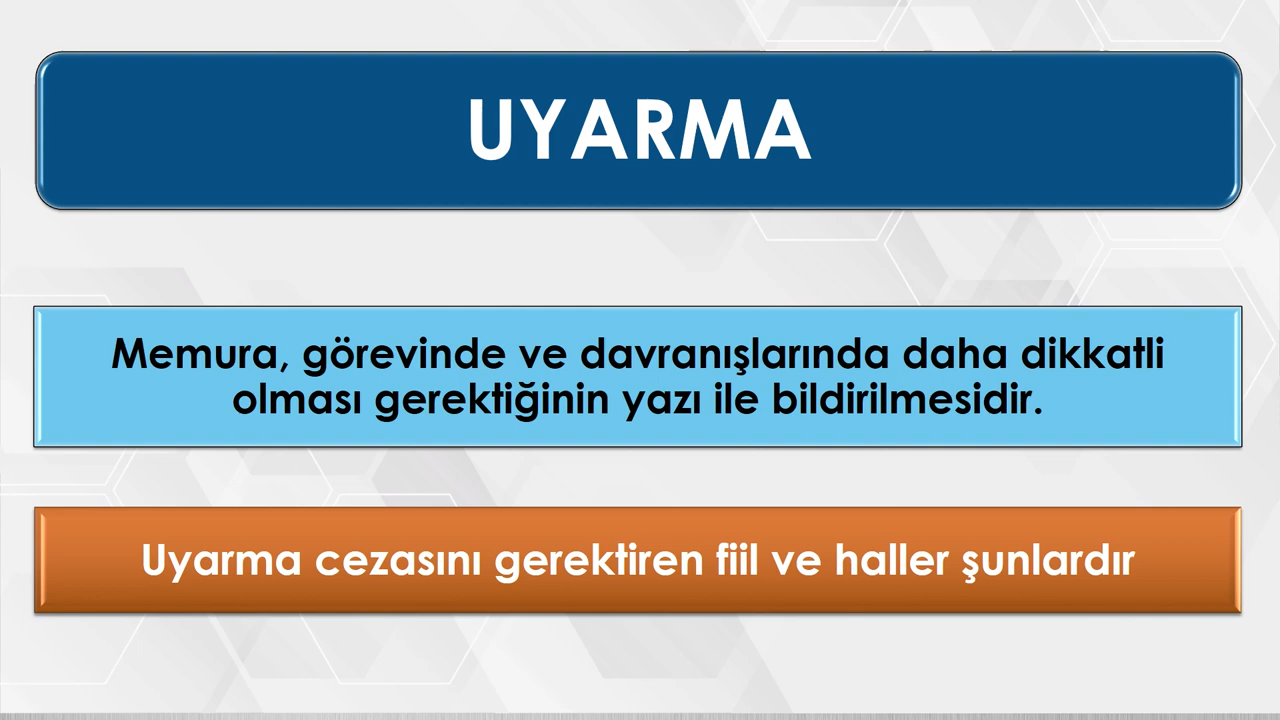 UYARMA
Memura, görevinde ve davranışlarında daha dikkatli
olması gerektiğinin yazı ile bildirilmesidir.
Uyarma cezasını gerektiren fiil ve haller şunlardır